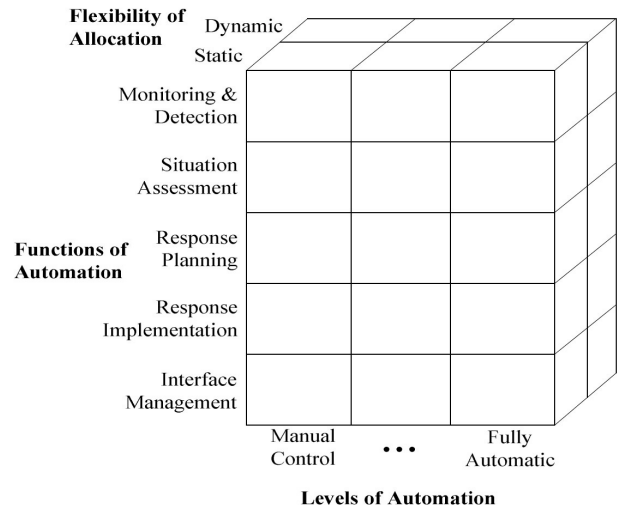 Flexibility of
Allocation
Dynamic
Static
Monitoring &
Detection
Situation
Assessment
Functions of
Automation
Response
Planning
Response
Implementation
Interface
Management
Manual
Control
...
Fully
Automatic
Levels of Automation